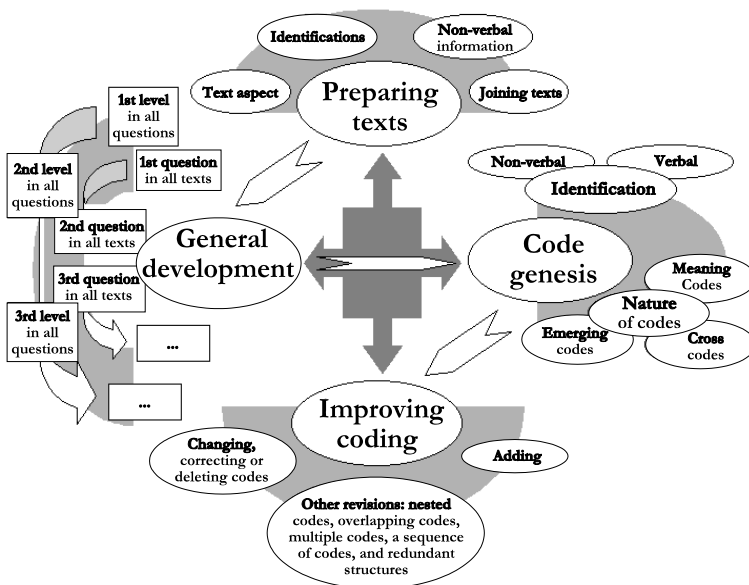 Identifications
Non-verbal
information
Text aspect
Preparing
texts
Joining texts
1st level
in all
questions
1st question
in all texts
2nd level
in all
questions
2nd question
in all texts
3rd question
in all texts
3rd level
in all
questions
...
...
General
development
Non-verbal
Verbal
Identification
Code
genesis
Meaning
Codes
Nature
of codes
Emerging
codes
Cross
codes
Improving
coding
Changing,
correcting or
deleting codes
Adding
Other revisions: nested
codes, overlapping codes,
multiple codes, a sequence
of codes, and redundant
structures